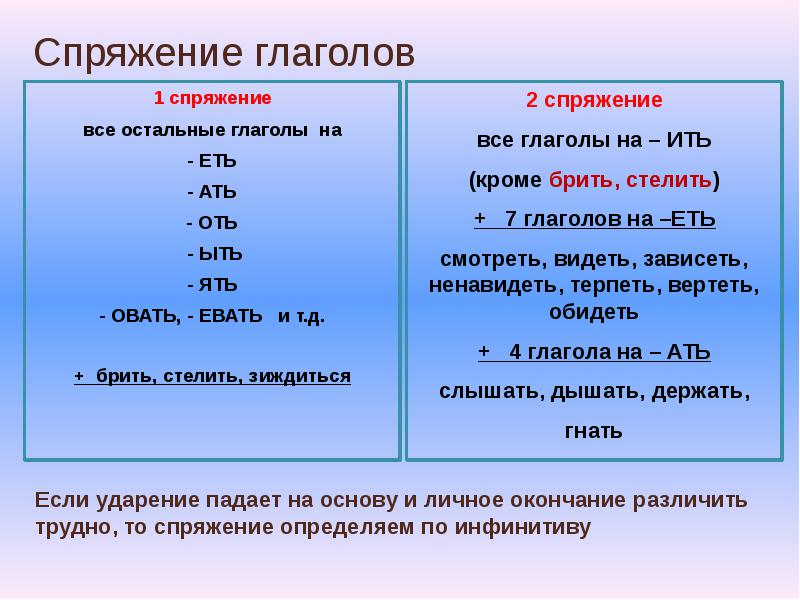 Спряжение глаголов
1 спряжение
все остальные глаголы на
- ЕТЬ
- АТЬ
- ОТЬ
- ЫТЬ
- ЯТЬ
- ОВАТЬ, - ЕВАТЬ и т.д.
+ брить, стелить, зиждиться
2 спряжение
все глаголы на – ИТЬ
(кроме брить, стелить)
+ 7 глаголов на –ЕТЬ
смотреть, видеть, зависеть,
ненавидеть, терпеть, вертеть,
обидеть
+ 4 глагола на – АТЬ
слышать, дышать, держать,
гнать
Если ударение падает на основу и личное окончание различить
трудно, то спряжение определяем по инфинитиву